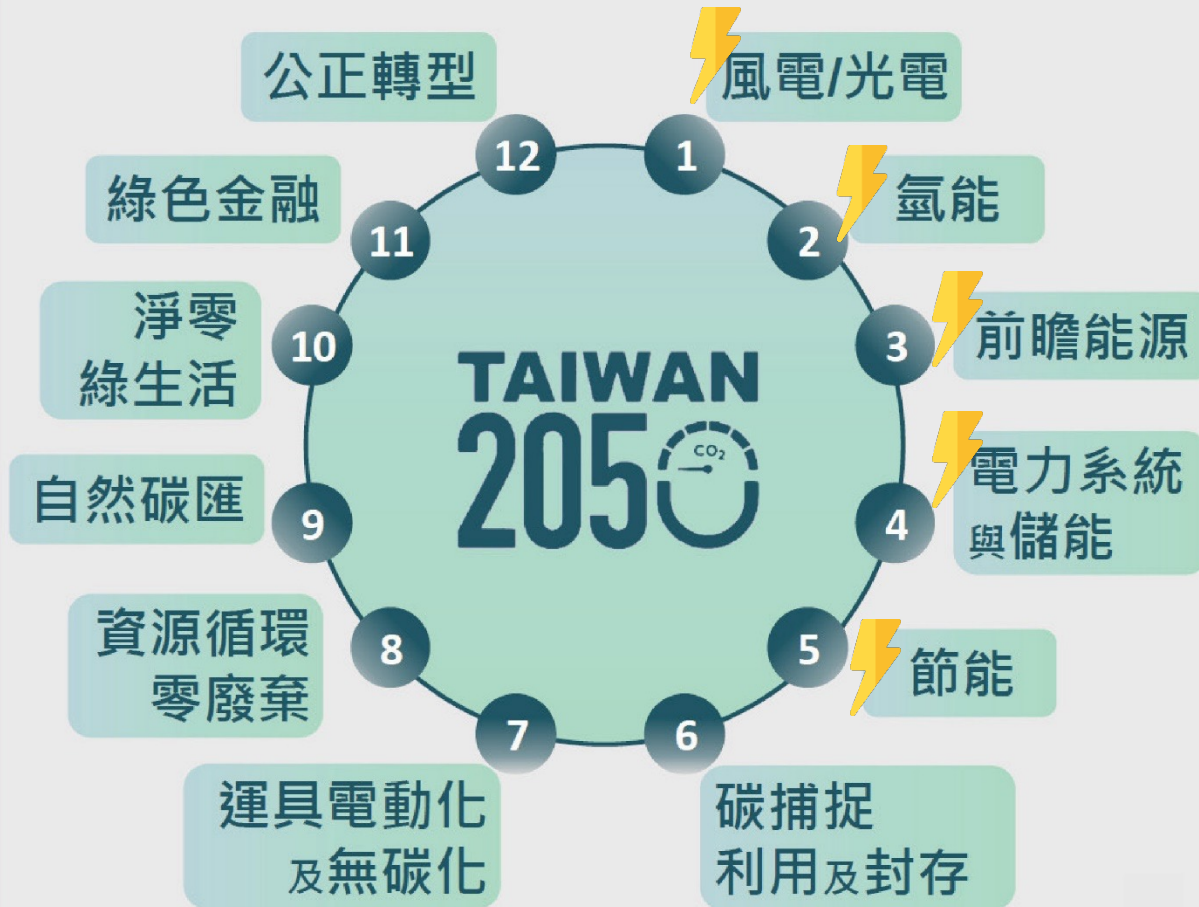 1
風電/光電
2
氫能
3
前瞻能源
4
電力系統
與儲能
5
節能
6
碳捕捉
利用及封存
7
運具電動化
及無碳化
8
資源循環
零廢棄
9
自然碳匯
10
淨零
綠生活
11
綠色金融
12
公正轉型
TAIWAN
2050
CO₂